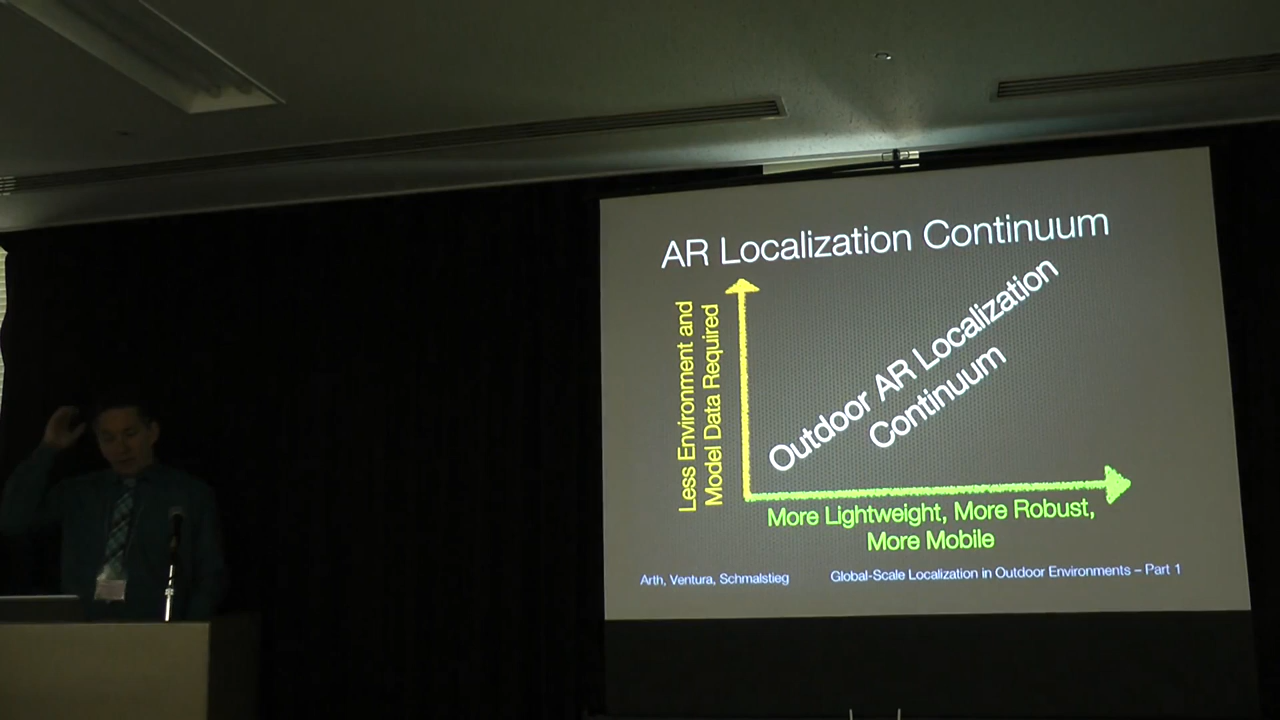 AR Localization Continuum
Less Environment and
Model Data Required
Outdoor AR Localization
Continuum
More Lightweight, More Robust,
More Mobile
Arth, Ventura, Schmalstieg
Global-Scale Localization in Outdoor Environments – Part 1